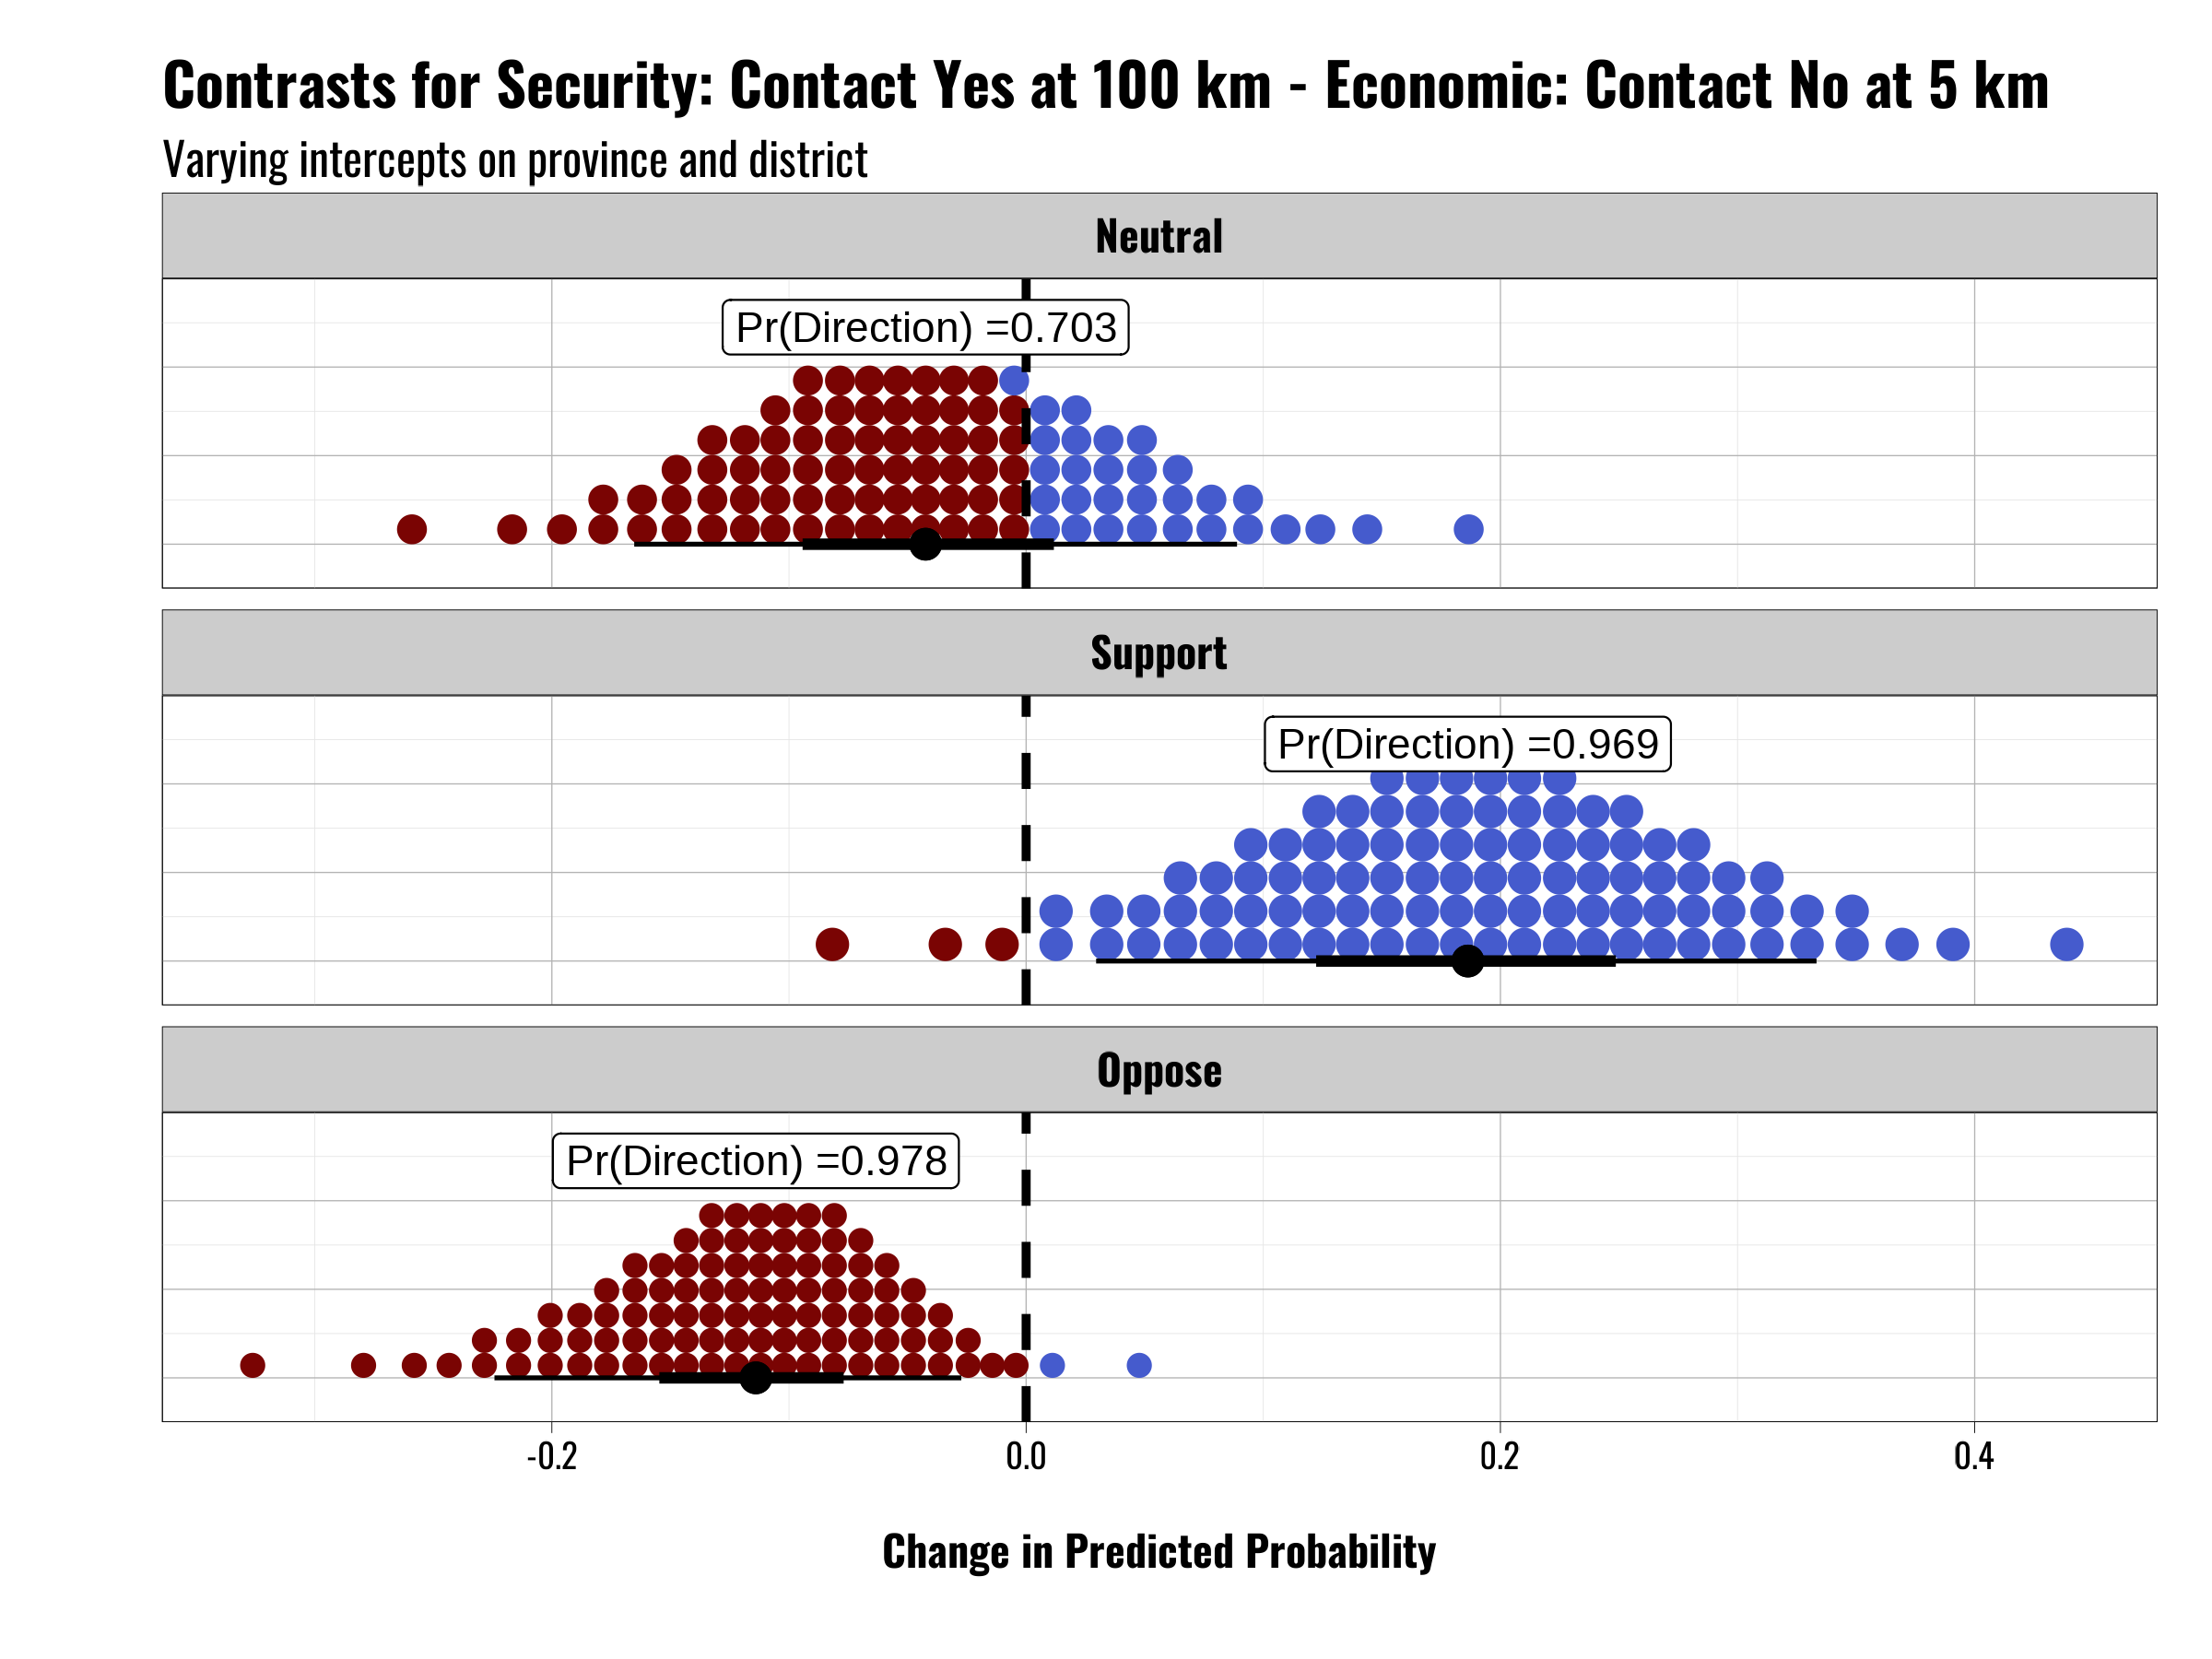 Contrasts for Security: Contact Yes at 100 km - Economic: Contact No at 5 km
Varying intercepts on province and district
Neutral
Pr(Direction) =0.703
Support
Pr(Direction) =0.969
Oppose
Pr(Direction) =0.978
-0.2 0.0 0.2 0.4
Change in Predicted Probability